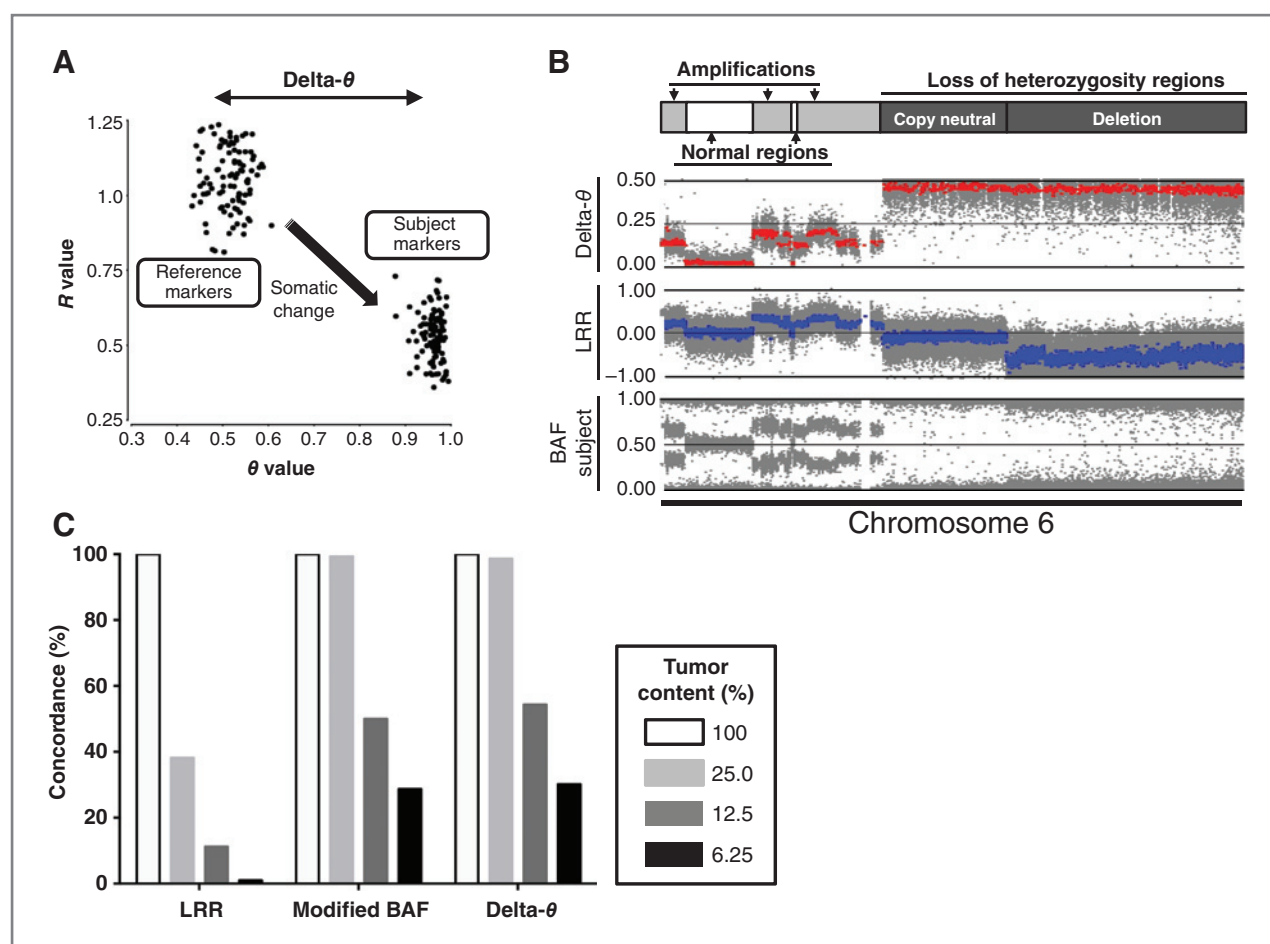 A
Delta-θ
1.25
1.0
0.75
0.5
0.25
R value
Reference
markers
Subject
markers
Somatic
change
0.3
0.4
0.5
0.6
0.7
0.8
0.9
1.0
θ value
B
Amplifications
Loss of heterozygosity regions
Copy neutral
Deletion
Normal regions
Delta-θ
0.50
0.25
0.00
LRR
1.00
0.00
−1.00
BAF
subject
1.00
0.50
0.00
Chromosome 6
C
Concordance (%)
100
80
60
40
20
0
LRR
Modified BAF
Delta-θ
Tumor
content (%)
100
25.0
12.5
6.25